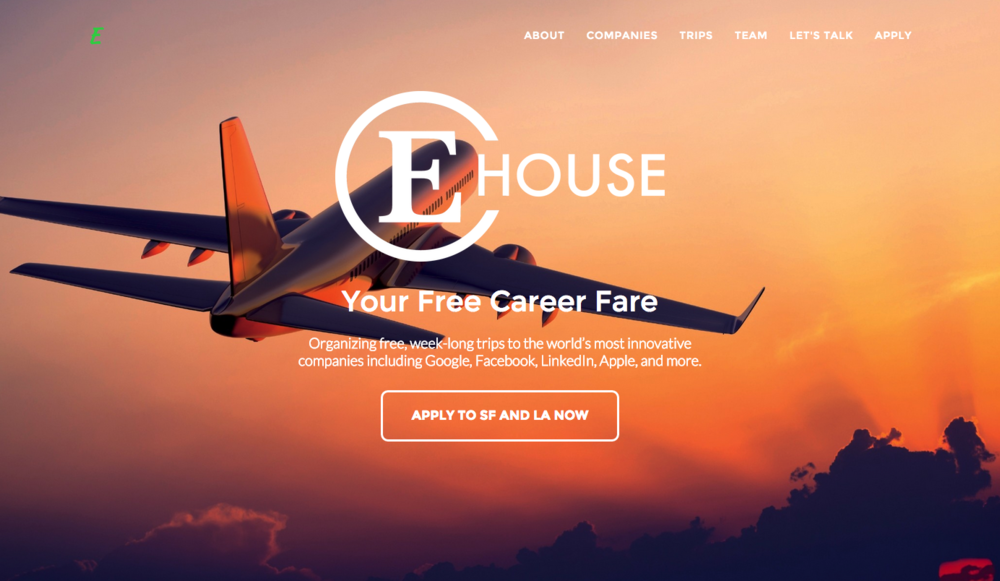 E
ABOUT COMPANIES TRIPS TEAM LET'S TALK APPLY
E HOUSE
Your Free Career Fare
Organizing free, week-long trips to the world's most innovative
companies including Google, Facebook, LinkedIn, Apple, and more.
APPLY TO SF AND LA NOW